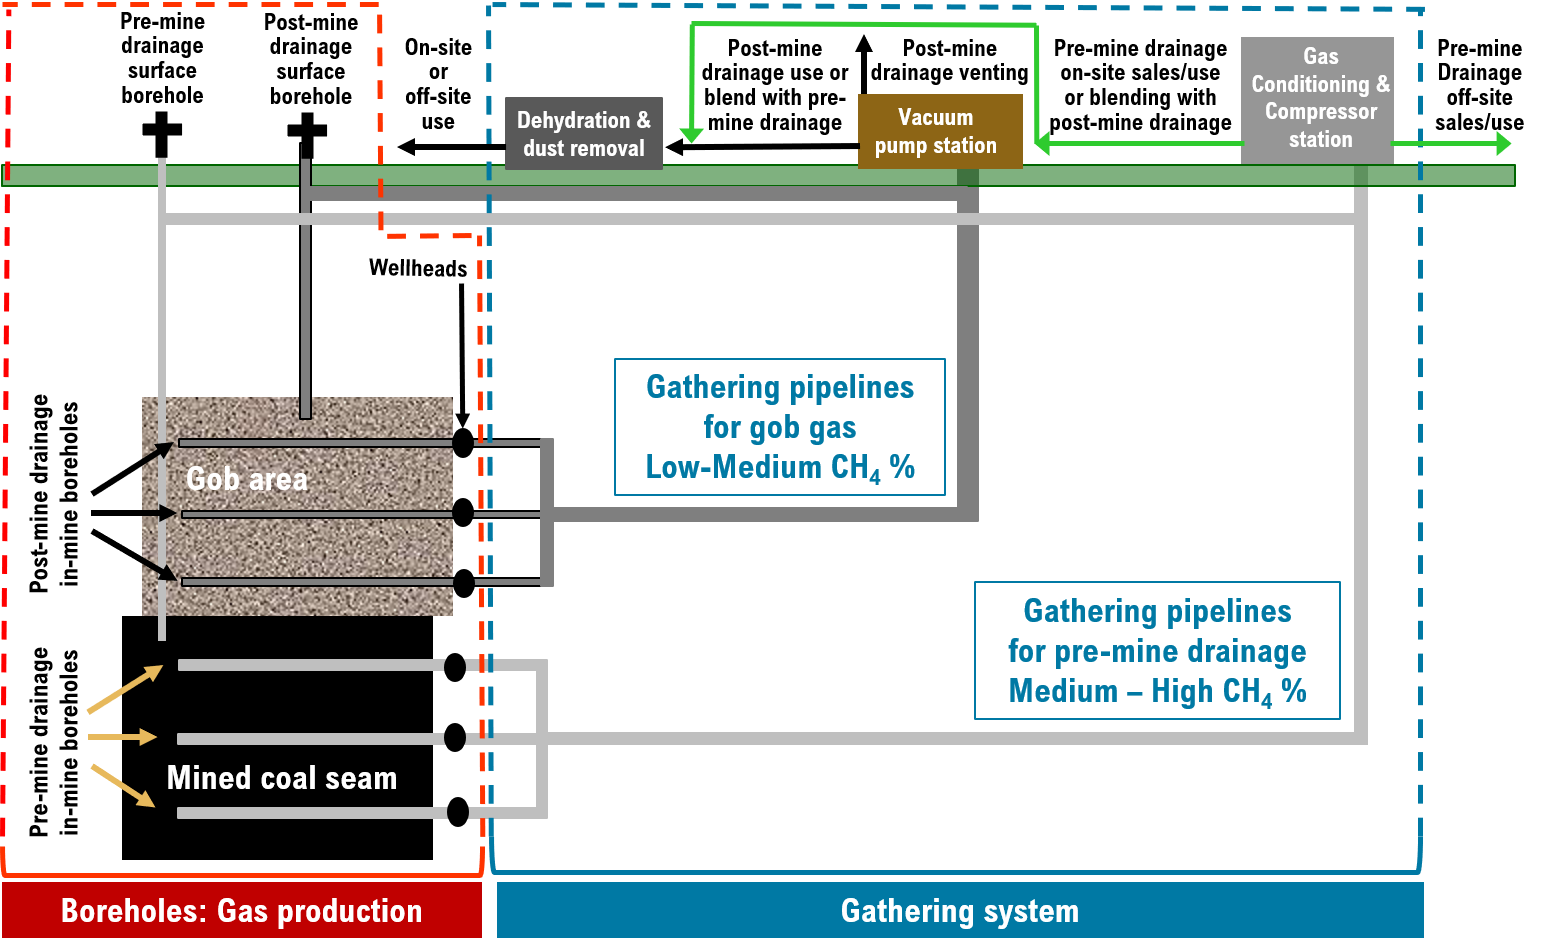 Pre-mine
drainage
surface
borehole
Post-mine
drainage
surface
borehole
On-site
or
off-site
use
Dehydration &
dust removal
Post-mine
drainage use or
blend with pre-
mine drainage
Post-mine
drainage venting
Vacuum
pump station
Pre-mine drainage
on-site sales/use
or blending with
post-mine drainage
Gas
Conditioning &
Compressor
station
Pre-mine
Drainage
off-site
sales/use
Wellheads
Gathering pipelines
for gob gas
Low-Medium CH₄ %
Post-mine drainage
in-mine boreholes
Gob area
Gathering pipelines
for pre-mine drainage
Medium – High CH₄ %
Pre-mine drainage
in-mine boreholes
Mined coal seam
Boreholes: Gas production
Gathering system